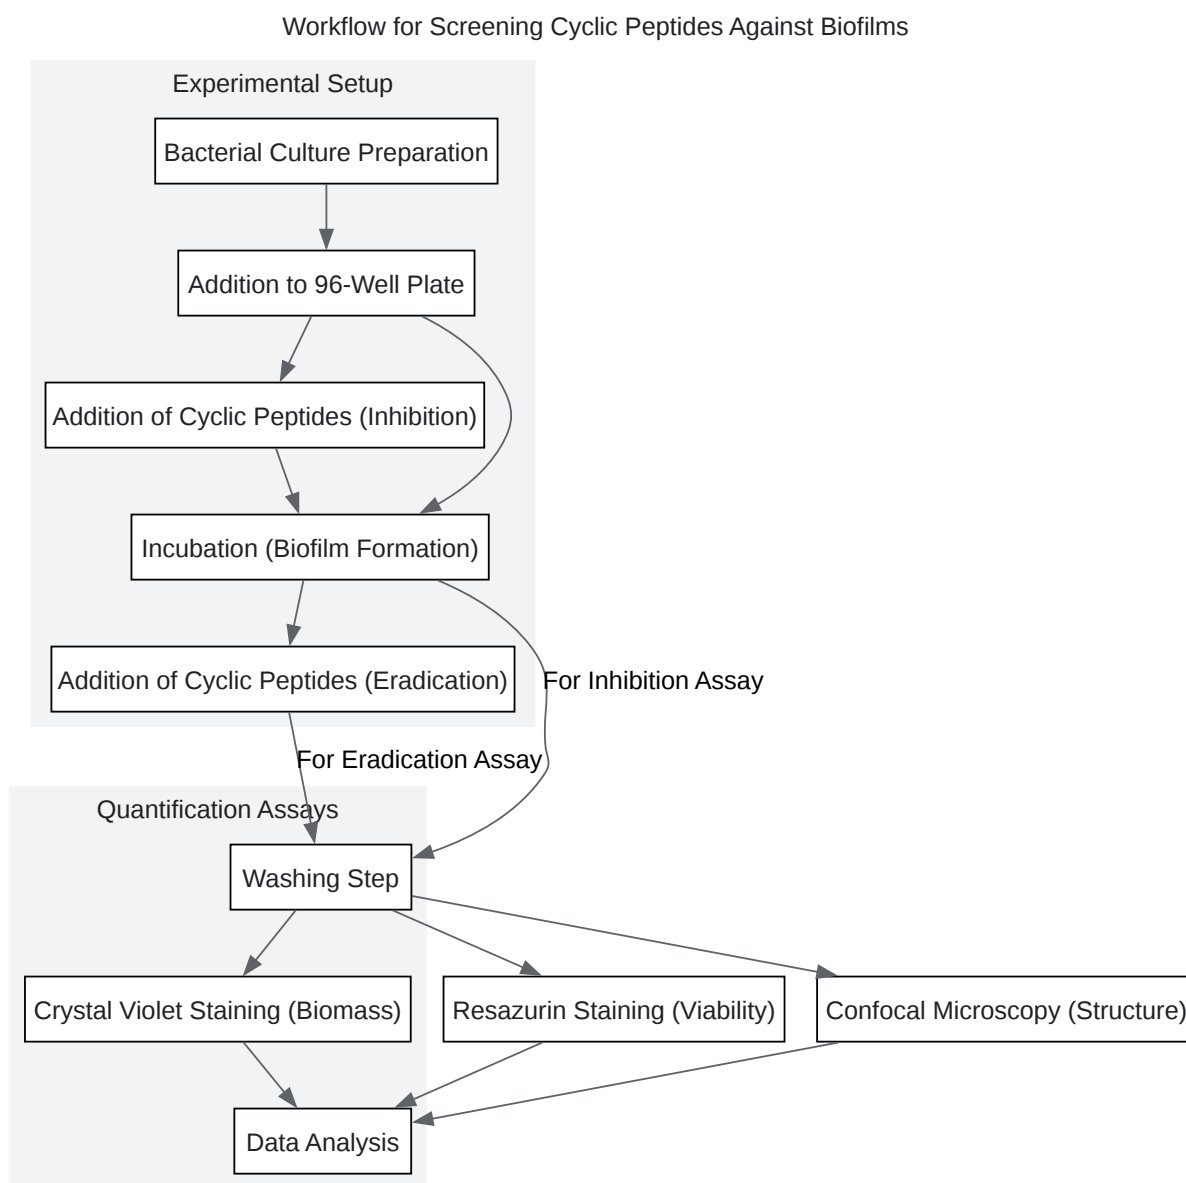 Workflow for Screening Cyclic Peptides Against Biofilms
Experimental Setup
Bacterial Culture Preparation
Addition to 96-Well Plate
Addition of Cyclic Peptides (Inhibition)
Incubation (Biofilm Formation)
Addition of Cyclic Peptides (Eradication)
For Inhibition Assay
For Eradication Assay
Quantification Assays
Washing Step
Crystal Violet Staining (Biomass)
Resazurin Staining (Viability)
Confocal Microscopy (Structure)
Data Analysis